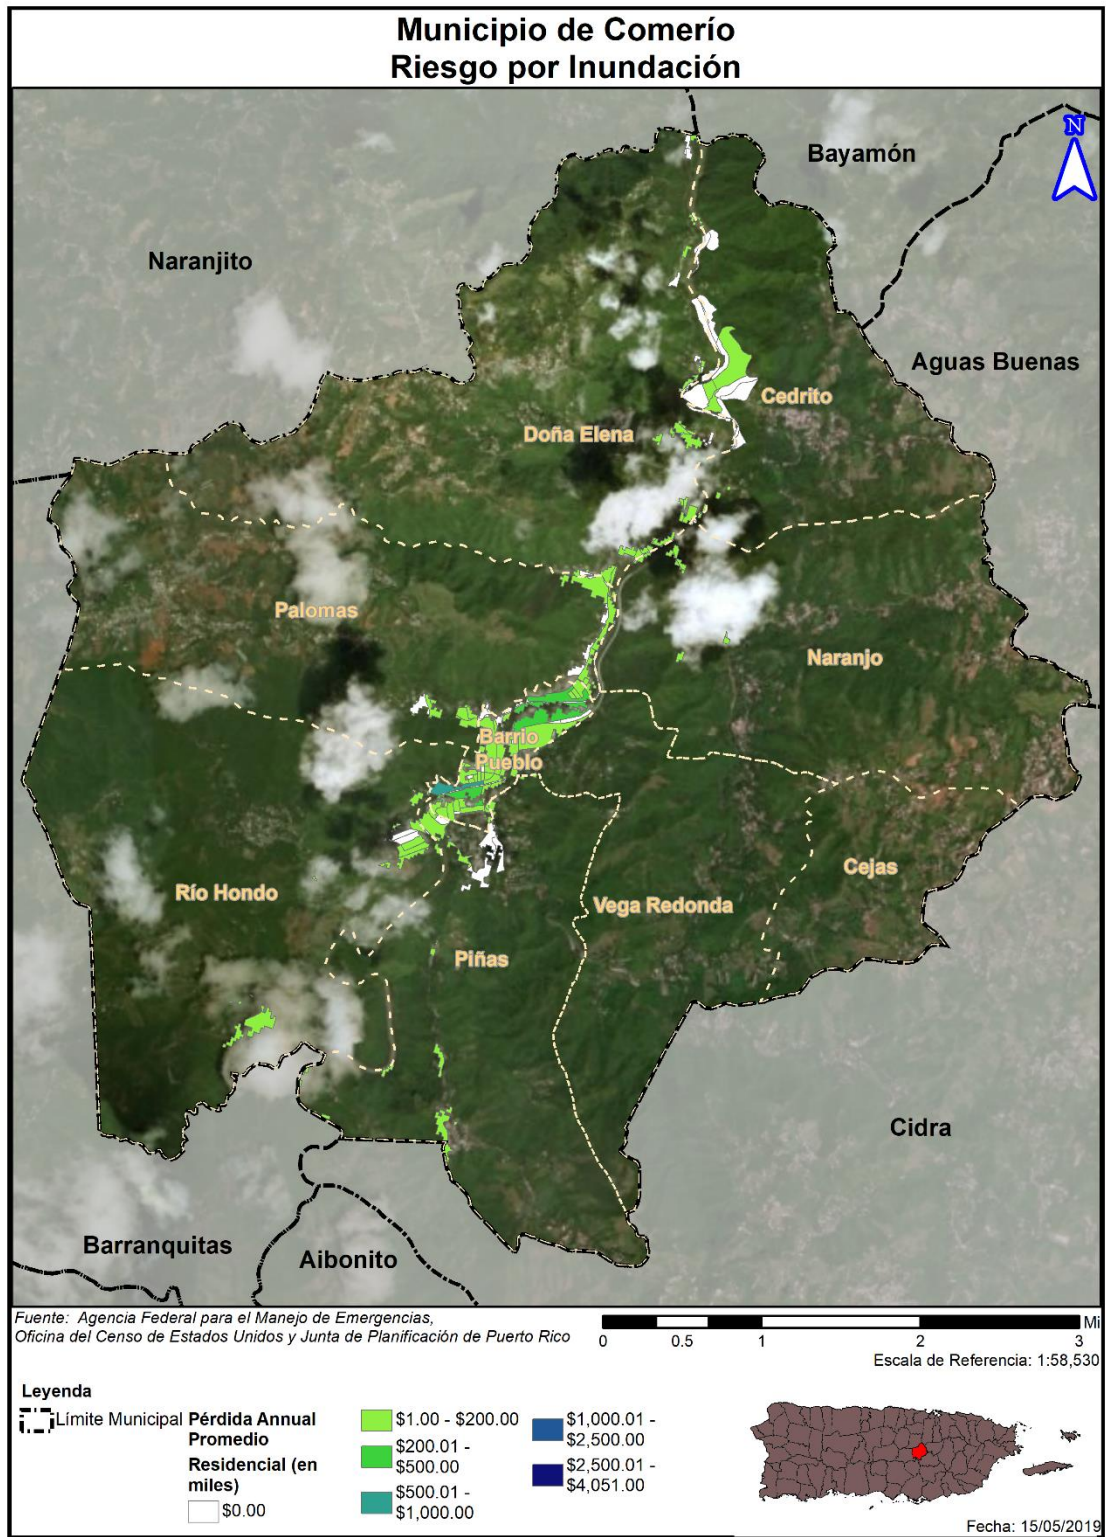 Municipio de Comerío
Riesgo por Inundación
N
Bayamón
Naranjito
Aguas Buenas
Cedrito
Doña Elena
Palomas
Naranjo
Barrio
Pueblo
Cejas
Río Hondo
Vega Redonda
Piñas
Cidra
Barranquitas
Aibonito
Fuente: Agencia Federal para el Manejo de Emergencias,
Oficina del Censo de Estados Unidos y Junta de Planificación de Puerto Rico
Mi
0 0.5 1 2 3
Escala de Referencia: 1:58,530
Leyenda
Límite Municipal
Pérdida Annual
Promedio
Residencial (en
miles)
$0.00
$1.00 - $200.00
$200.01 -
$500.00
$500.01 -
$1,000.00
$1,000.01 -
$2,500.00
$2,500.01 -
$4,051.00
Fecha: 15/05/2019